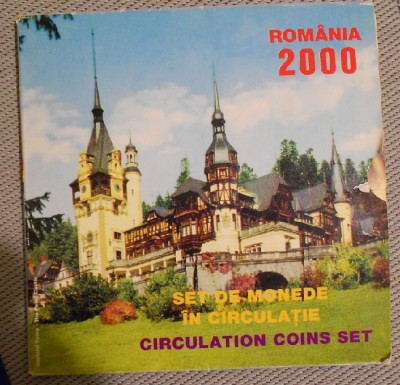 ROMÂNIA
2000
SET DE MONEDE
ÎN CIRCULAȚIE
CIRCULATION COINS SET